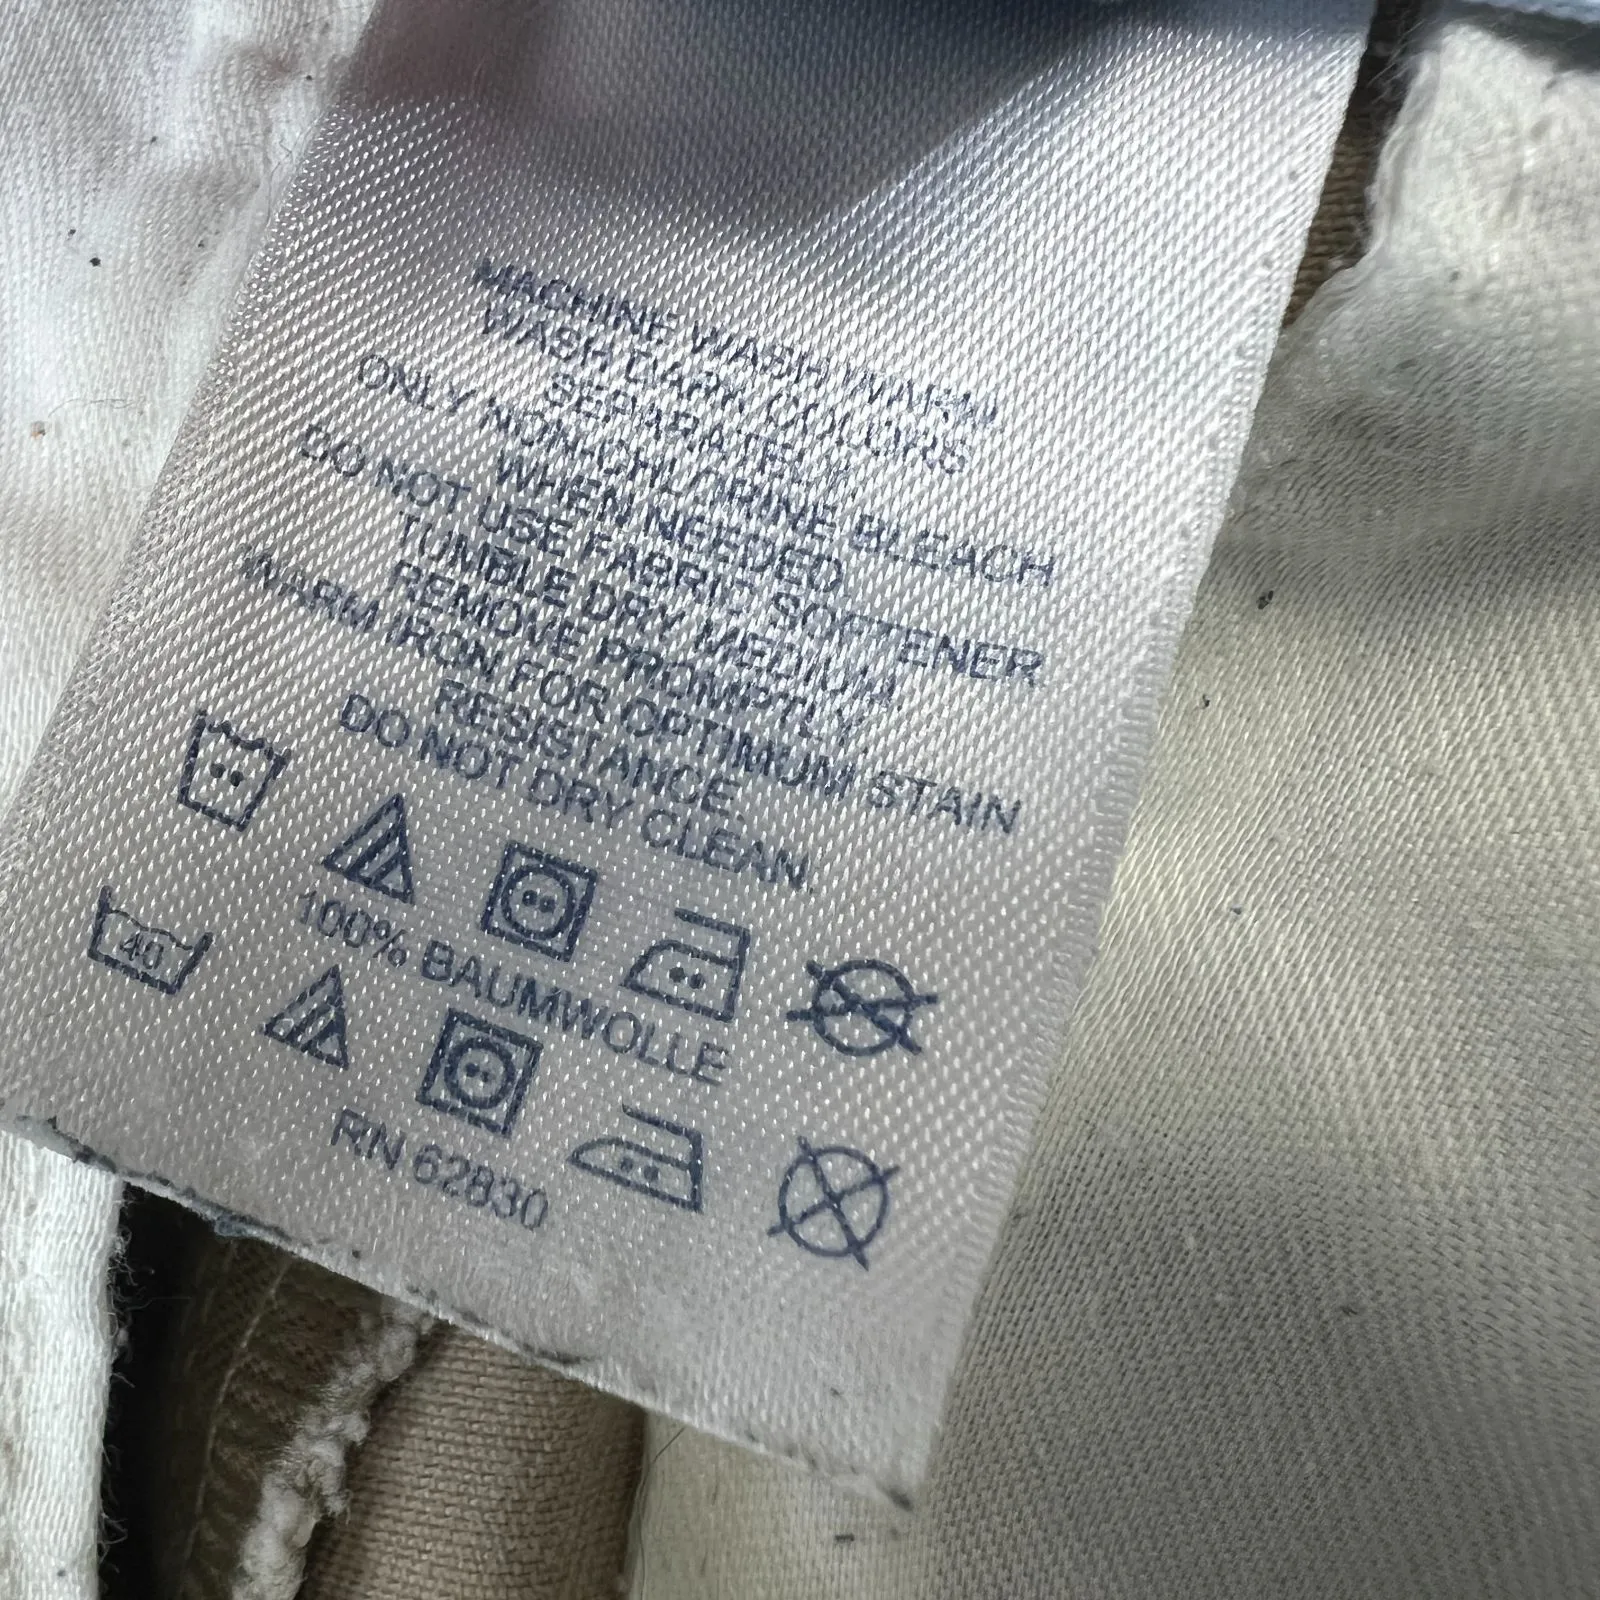 MACHINE WASH WARM
WASH DARK COLORS
SEPARATELY.
ONLY NON-CHLORINE BLEACH
WHEN NEEDED.
DO NOT USE FABRIC SOFTENER
TUMBLE DRY MEDIUM.
REMOVE PROMPTLY.
WARM IRON FOR OPTIMUM STAIN
RESISTANCE.
DO NOT DRY CLEAN.
100% BAUMWOLLE
40
RN 62830